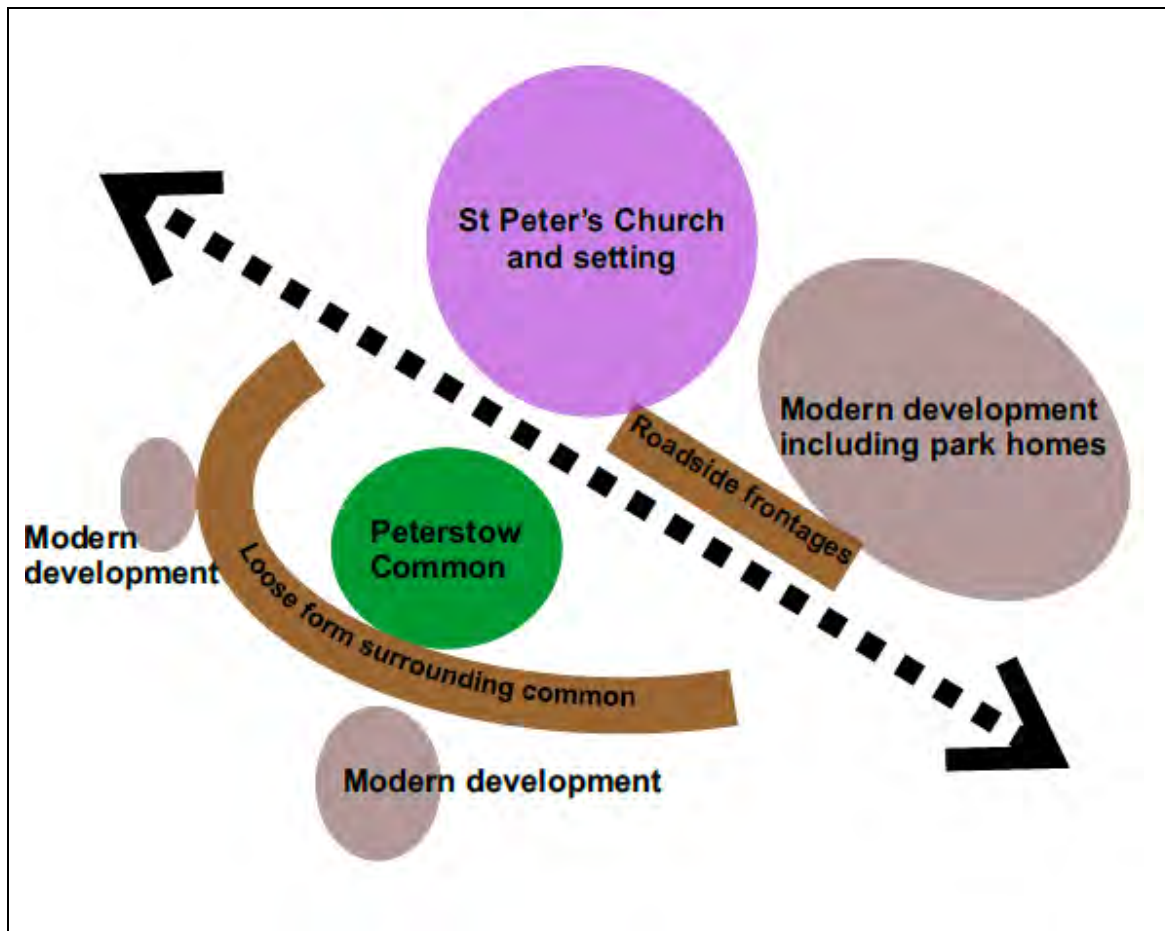 St Peter's Church
and setting
Modern development
including park homes
Roadside frontages
Peterstow
Common
Modern
development
Loose form surrounding common
Modern development